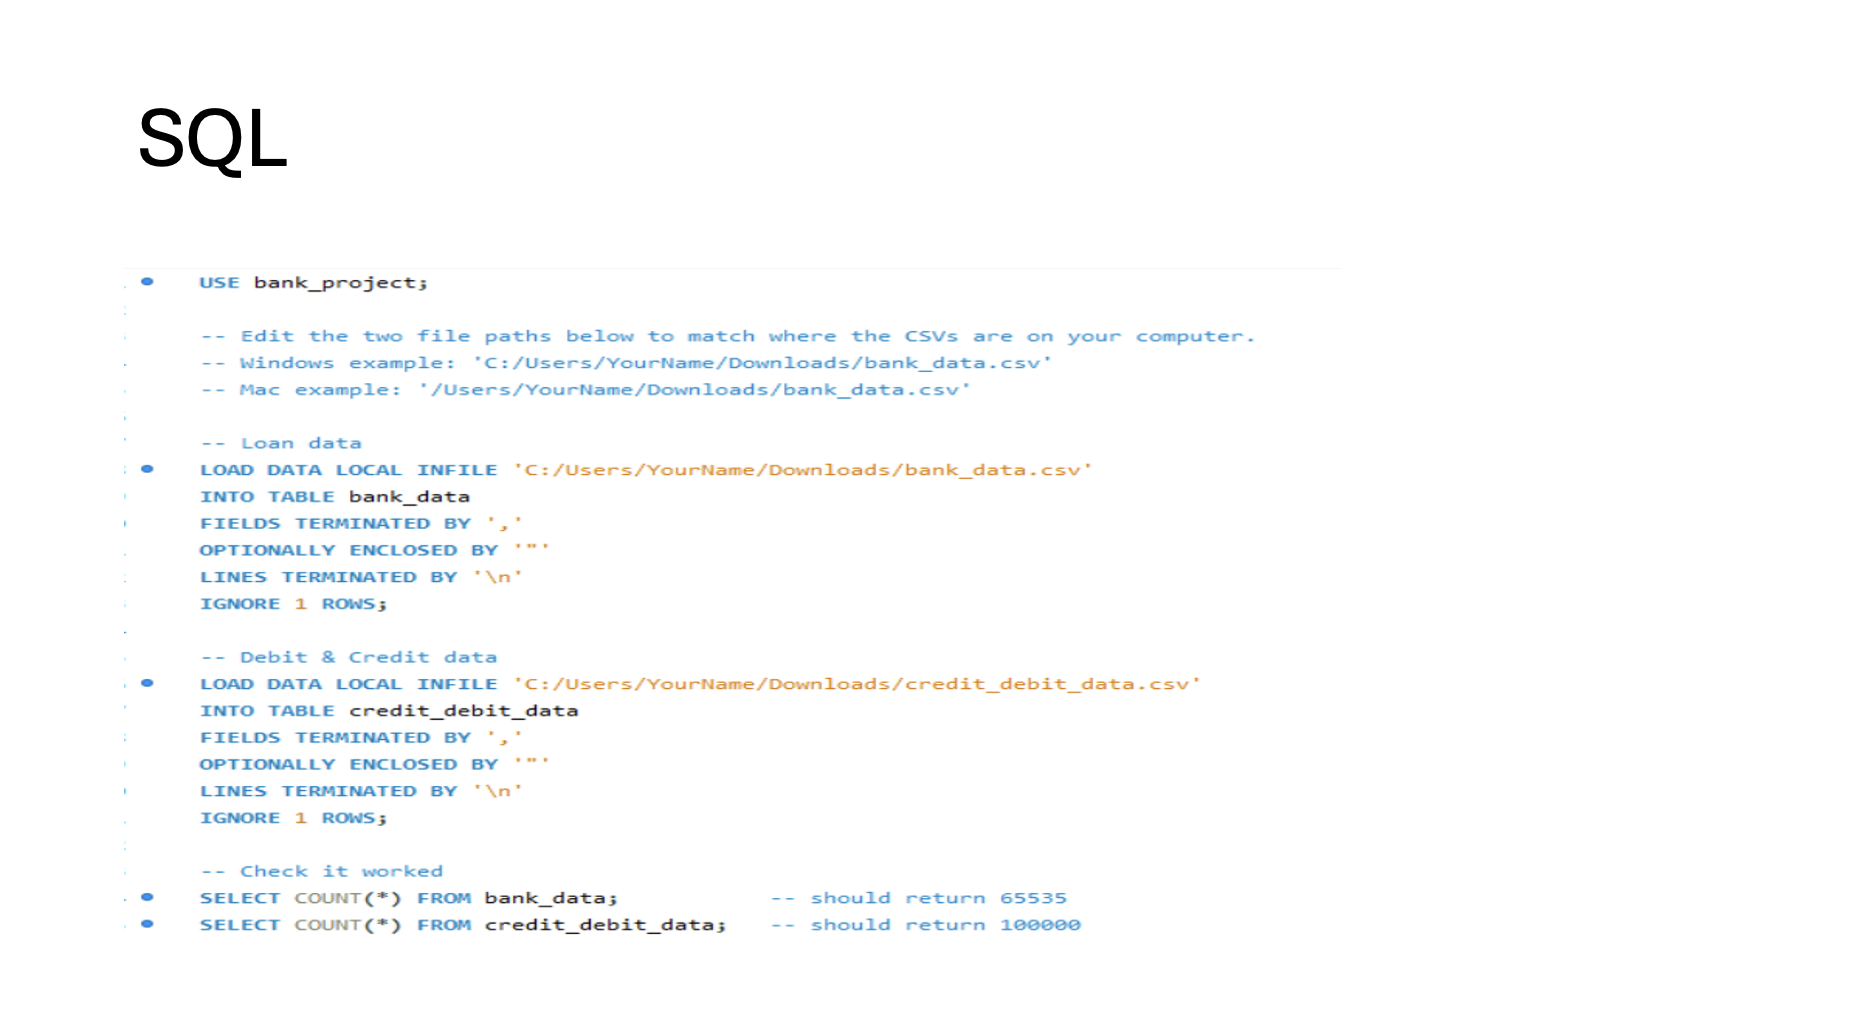 SQL
USE bank_project;
-- Edit the two file paths below to match where the CSVs are on your computer.
-- Windows example: 'C:/Users/YourName/Downloads/bank_data.csv'
-- Mac example: '/Users/YourName/Downloads/bank_data.csv'
-- Loan data
LOAD DATA LOCAL INFILE 'C:/Users/YourName/Downloads/bank_data.csv'
INTO TABLE bank_data
FIELDS TERMINATED BY ','
OPTIONALLY ENCLOSED BY '"'
LINES TERMINATED BY '\n'
IGNORE 1 ROWS;
-- Debit & Credit data
LOAD DATA LOCAL INFILE 'C:/Users/YourName/Downloads/credit_debit_data.csv'
INTO TABLE credit_debit_data
FIELDS TERMINATED BY ','
OPTIONALLY ENCLOSED BY '"'
LINES TERMINATED BY '\n'
IGNORE 1 ROWS;
-- Check it worked
SELECT COUNT(*) FROM bank_data; -- should return 65535
SELECT COUNT(*) FROM credit_debit_data; -- should return 100000